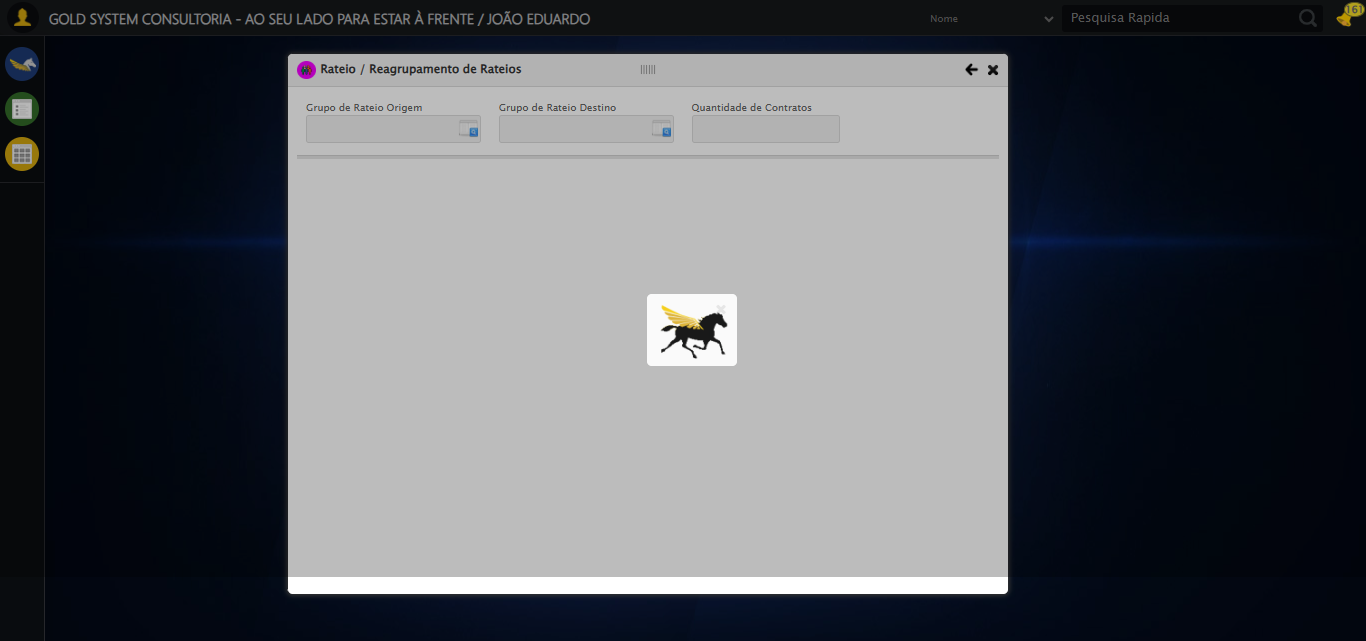 GOLD SYSTEM CONSULTORIA - AO SEU LADO PARA ESTAR À FRENTE / JOÃO EDUARDO
Nome
Pesquisa Rapida
161
Rateio / Reagrupamento de Rateios
Grupo de Rateio Origem
Grupo de Rateio Destino
Quantidade de Contratos